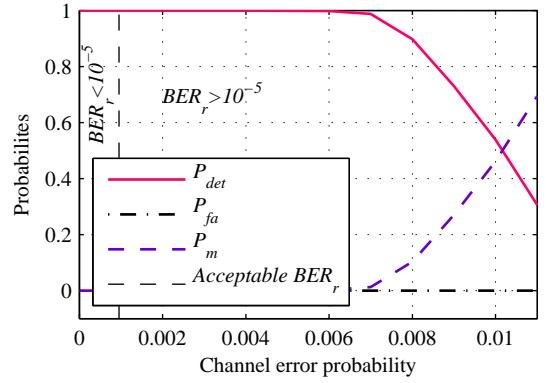 1
0.8
0.6
0.4
0.2
0
Probabilites
BER_r<10^-5
BER_r>10^-5
P_det
P_fa
P_m
Acceptable BER_r
0
0.002
0.004
0.006
0.008
0.01
Channel error probability